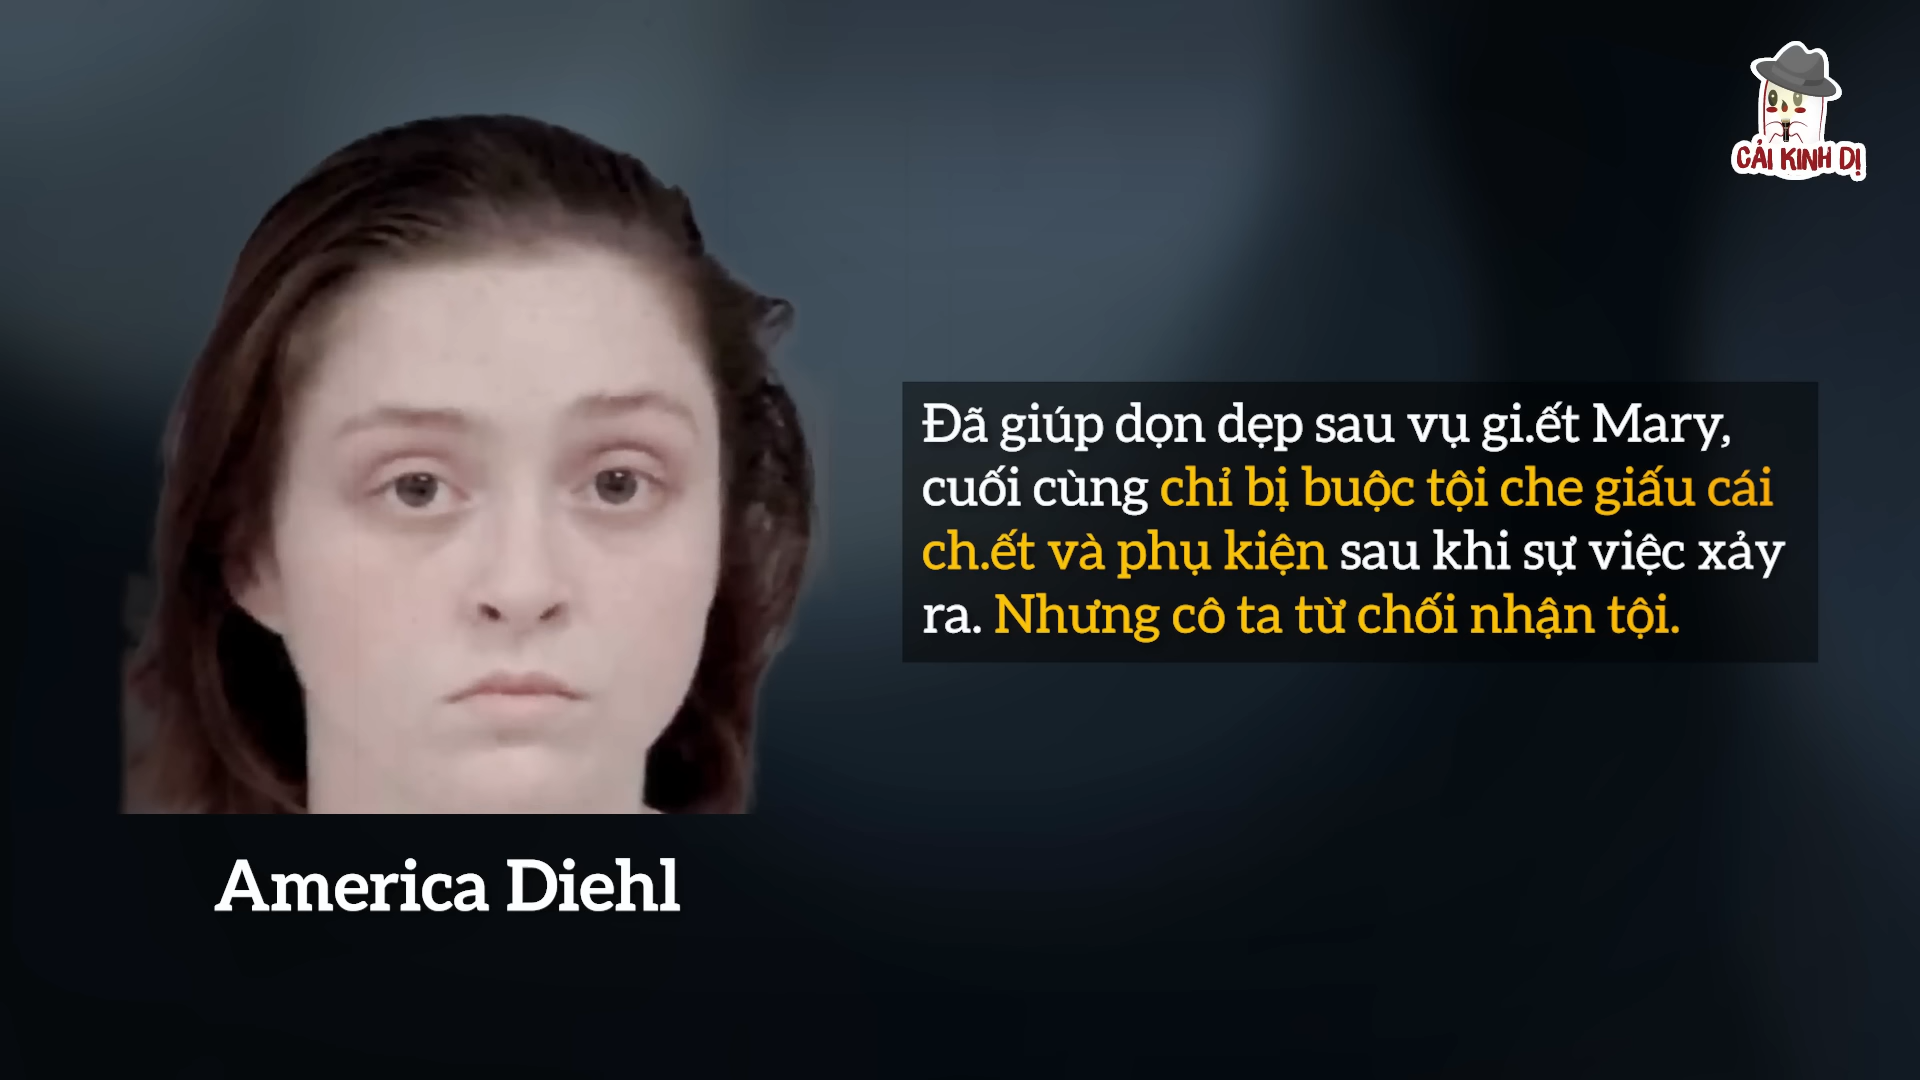 CẢI KINH DỊ
Đã giúp dọn dẹp sau vụ gi.ết Mary,
cuối cùng chỉ bị buộc tội che giấu cái
ch.ết và phụ kiện sau khi sự việc xảy
ra. Nhưng cô ta từ chối nhận tội.
America Diehl